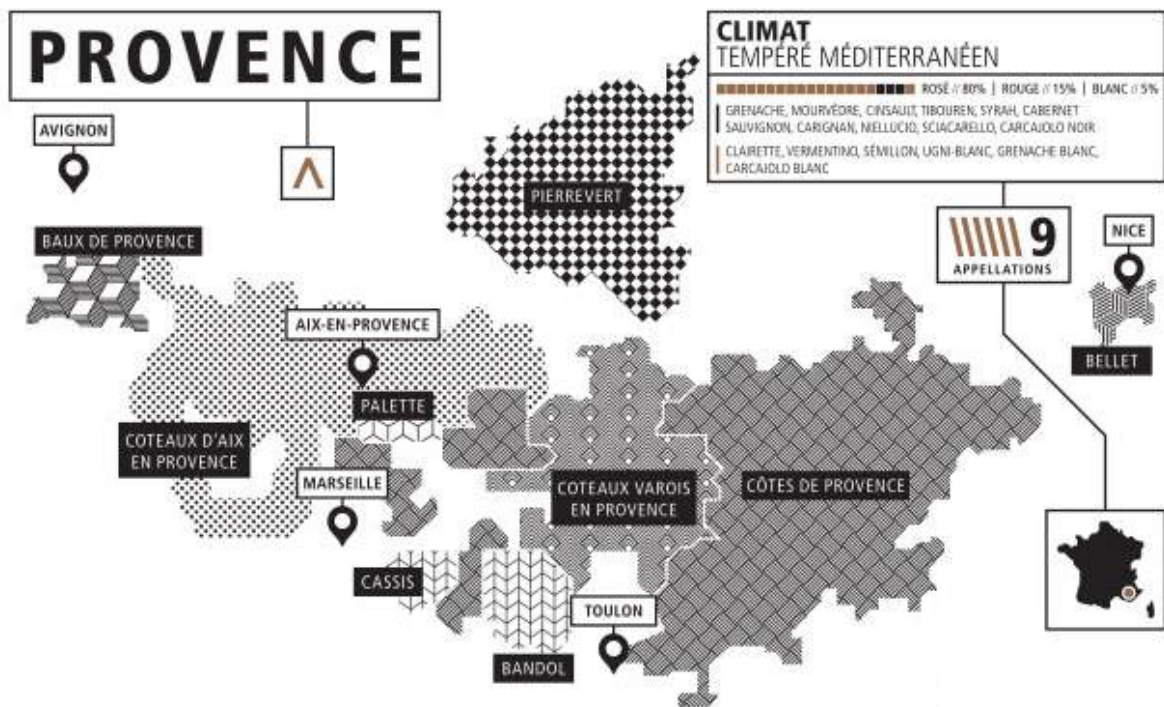 PROVENCE
CLIMAT
TEMPÉRÉ MÉDITERRANÉEN
ROSÉ // 80% | ROUGE // 15% | BLANC // 5%
GRENACHE, MOURVÈDRE, CINSAULT, TIBOUREN, SYRAH, CABERNET
SAUVIGNON, CARIGNAN, NIELLUCIO, SCIACARELLO, CARCAJOLO NOIR
CLAIRETTE, VERMENTINO, SÉMILLON, UGNI-BLANC, GRENACHE BLANC,
CARCAJOLO BLANC
AVIGNON
PIERREVERT
9
APPELLATIONS
NICE
BAUX DE PROVENCE
AIX-EN-PROVENCE
BELLET
PALETTE
COTEAUX D'AIX
EN PROVENCE
MARSEILLE
COTEAUX VAROIS
EN PROVENCE
CÔTES DE PROVENCE
CASSIS
TOULON
BANDOL